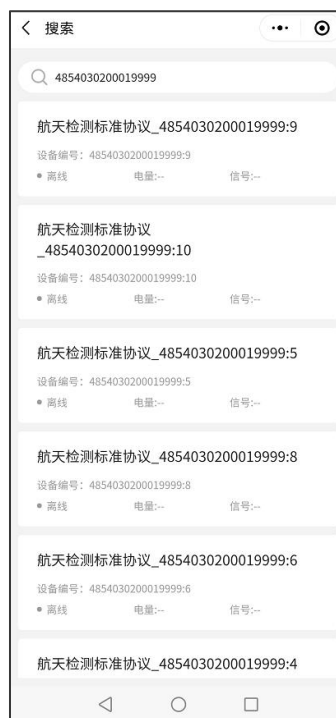 搜索
4854030200019999
航天检测标准协议_4854030200019999:9
设备编号：4854030200019999:9
离线 电量:-- 信号:--
航天检测标准协议
_4854030200019999:10
设备编号：4854030200019999:10
离线 电量:-- 信号:--
航天检测标准协议_4854030200019999:5
设备编号：4854030200019999:5
离线 电量:-- 信号:--
航天检测标准协议_4854030200019999:8
设备编号：4854030200019999:8
离线 电量:-- 信号:--
航天检测标准协议_4854030200019999:6
设备编号：4854030200019999:6
离线 电量:-- 信号:--
航天检测标准协议_4854030200019999:4